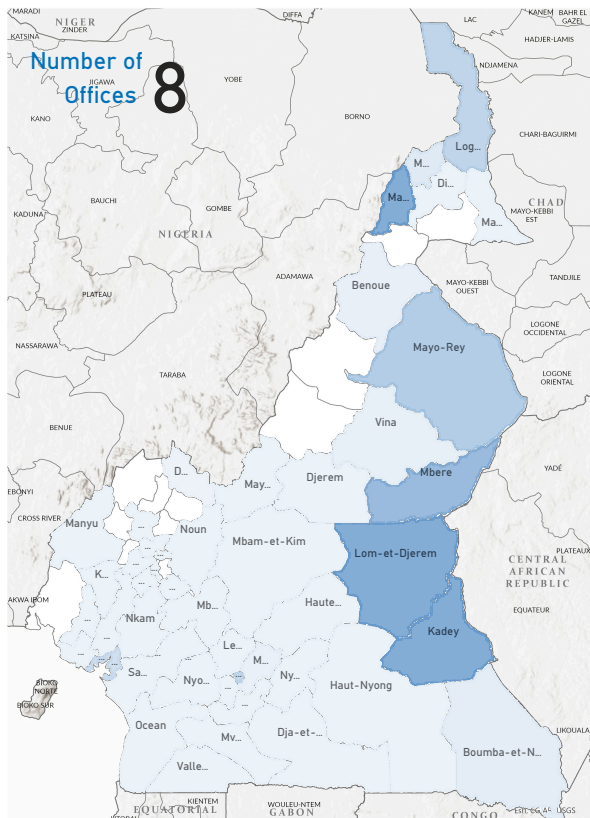 MARADI
NIGER
ZINDER
KATSINA
DIFFA
LAC
KANEM
BAHR EL
GAZEL
HADJER-LAMIS
Number of
Offices
8
JIGAWA
YOBE
NDJAMENA
KANO
BORNO
CHARI-BAGUIRMI
Log...
M...
Di...
Ma...
Ma...
CHAD
MAYO-KEBBI
EST
BAUCHI
GOMBE
KADUNA
NIGERIA
ADAMAWA
Benoue
MAYO-KEBBI
OUEST
TANDJILE
PLATEAU
LOGONE
OCCIDENTAL
NASSARAWA
Mayo-Rey
TARABA
LOGONE
ORIENTAL
BENUE
Vina
D...
Mbere
YADÉ
May...
Djerem
EBONYI
CROSS RIVER
Manyu
Noun
Mbam-et-Kim
Lom-et-Djerem
PLATEAUX
CENTRAL
AFRICAN
REPUBLIC
K...
AKWA IBOM
Mb...
Haute...
EQUATEUR
Nkam
Kadey
Le...
M...
Sa...
Nyo...
Ny...
Haut-Nyong
BIOKO
NORTE
BIOKO SUR
Ocean
Mv...
Dja-et-...
LIKOUALA
Boumba-et-N...
Valle...
KIENTEM
EQUATORIAL
WOULEU-NTEM
GABON
CONGO
USGS